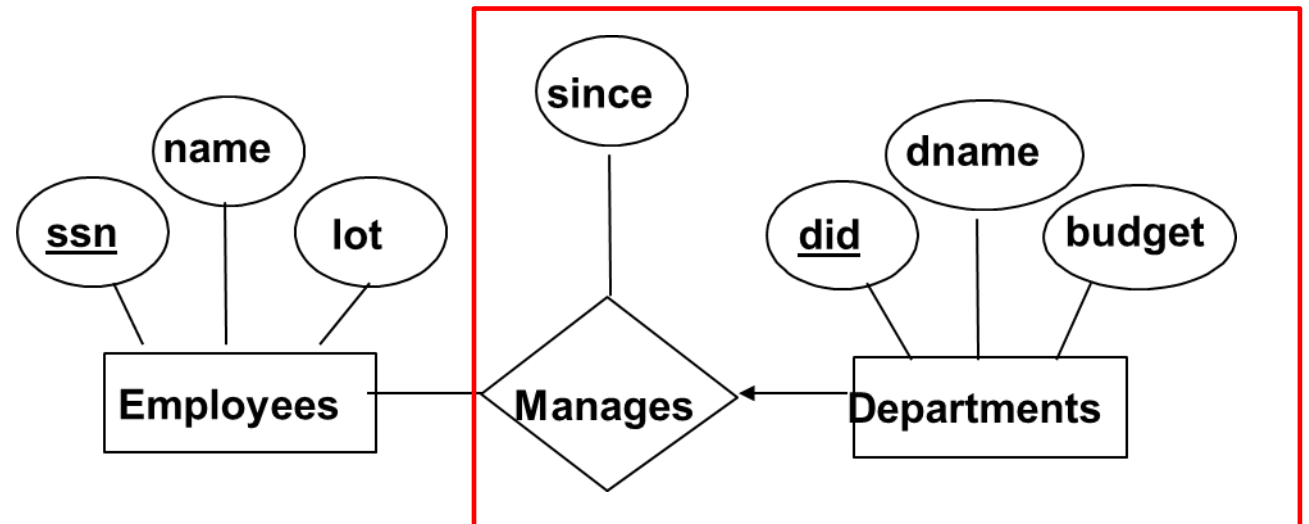 since
name
dname
ssn
lot
did
budget
Employees
Manages
Departments